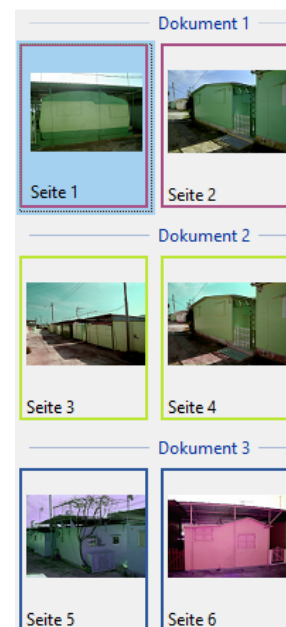 Dokument 1
Seite 1
Seite 2
Dokument 2
Seite 3
Seite 4
Dokument 3
Seite 5
Seite 6